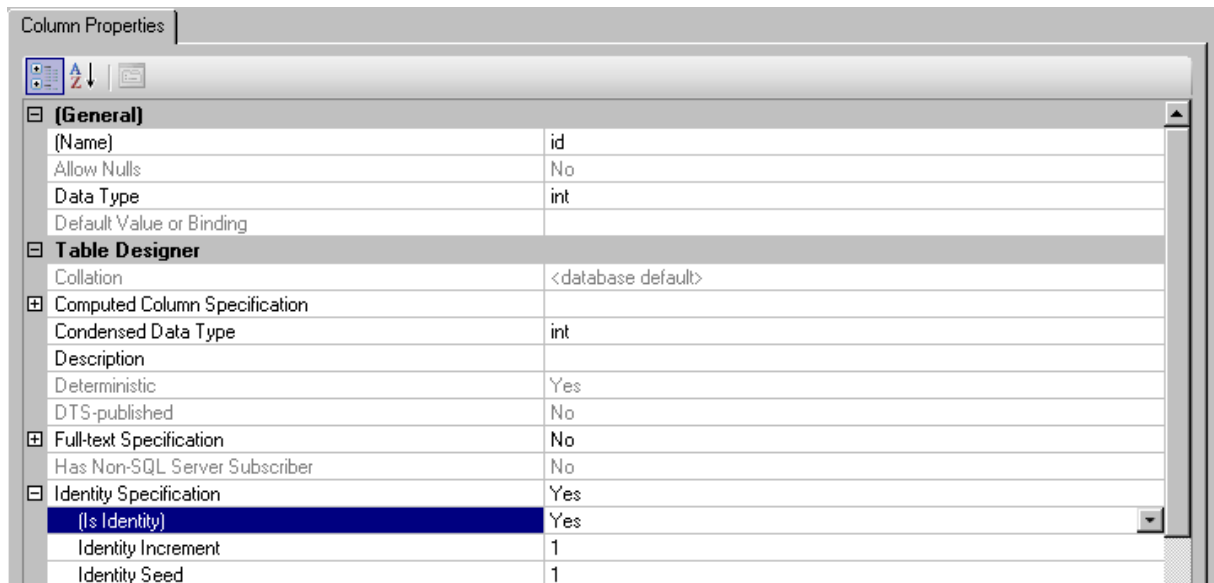 Column Properties
(General)
(Name) id
Allow Nulls No
Data Type int
Default Value or Binding
Table Designer
Collation <database default>
Computed Column Specification
Condensed Data Type int
Description
Deterministic Yes
DTS-published No
Full-text Specification No
Has Non-SQL Server Subscriber No
Identity Specification Yes
(Is Identity) Yes
Identity Increment 1
Identity Seed 1